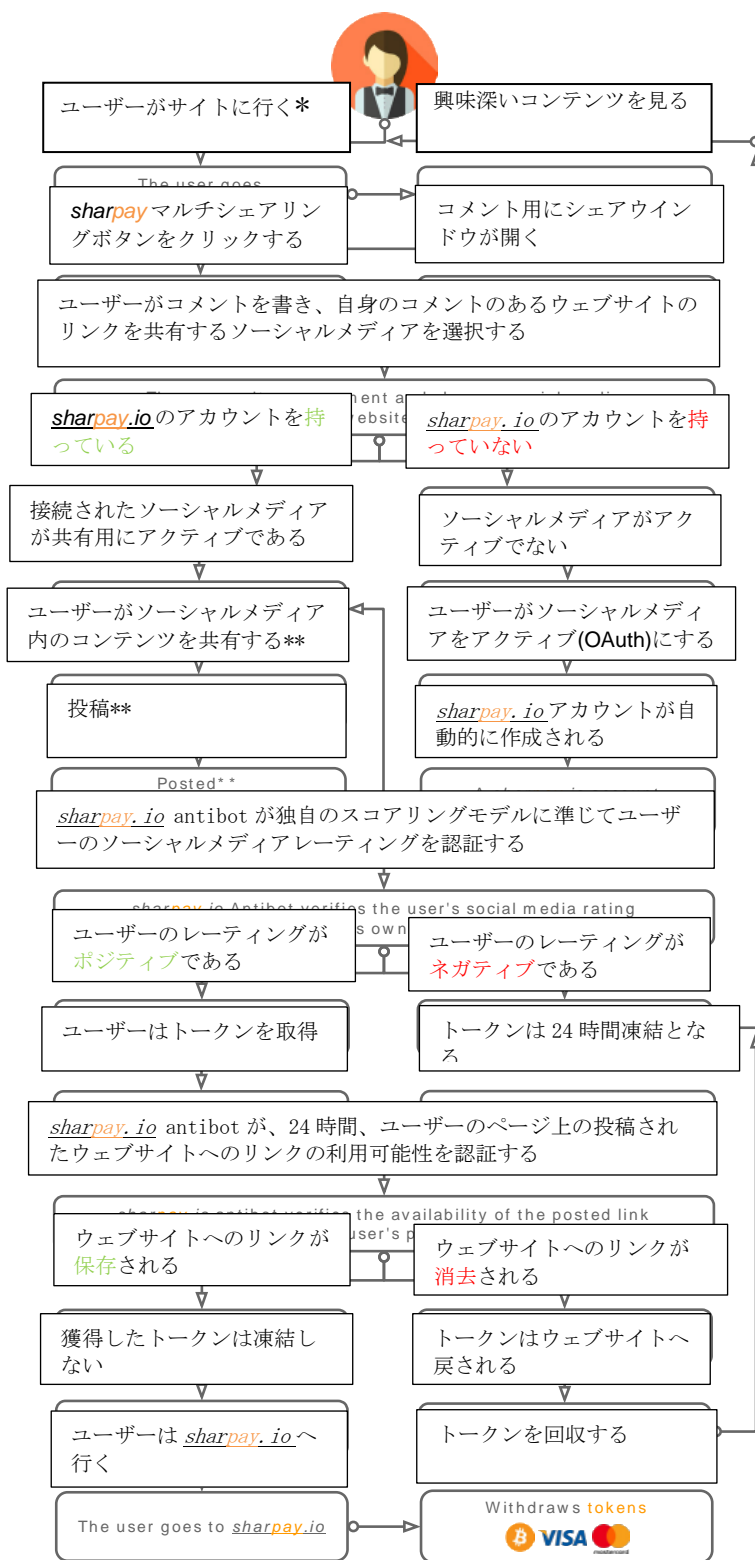 ユーザーがサイトに行く*
興味深いコンテンツを見る
The user goes
sharpay マルチシェアリン
グボタンをクリックする
コメント用にシェアウイン
ドウが開く
ユーザーがコメントを書き、自身のコメントのあるウェブサイトの
リンクを共有するソーシャルメディアを選択する
sharpay.io のアカウントを持
っている
sharpay.io のアカウントを持
っていない
接続されたソーシャルメディア
が共有用にアクティブである
ソーシャルメディアがアク
ティブでない
ユーザーがソーシャルメディア
内のコンテンツを共有する**
ユーザーがソーシャルメディ
アをアクティブ(OAuth)にする
投稿**
sharpay.io アカウントが自
動的に作成される
Posted**
sharpay.io antibot が独自のスコアリングモデルに準じてユーザ
ーのソーシャルメディアレーティングを認証する
sharpay.io Antibot verifies the user's social media rating
s own
ユーザーのレーティングが
ポジティブである
ユーザーのレーティングが
ネガティブである
ユーザーはトークンを取得
トークンは 24 時間凍結とな
る
sharpay.io antibot が、24 時間、ユーザーのページ上の投稿され
たウェブサイトへのリンクの利用可能性を認証する
sharpay.io antibot verifies the availability of the posted link
user's p
ウェブサイトへのリンクが
保存される
ウェブサイトへのリンクが
消去される
獲得したトークンは凍結し
ない
トークンはウェブサイトへ
戻される
ユーザーは sharpay.io へ
行く
トークンを回収する
The user goes to sharpay.io
Withdraws tokens
VISA
mastercard